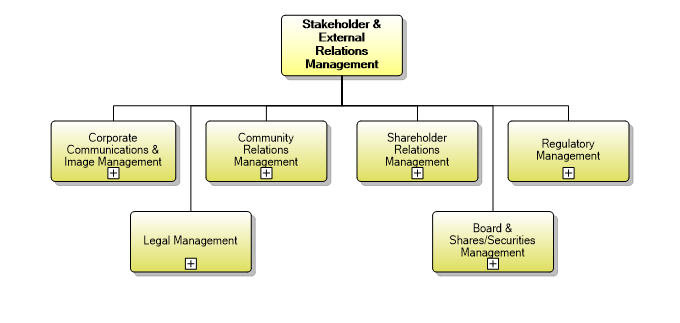 Stakeholder &
External
Relations
Management
Corporate
Communications &
Image Management
Community
Relations
Management
Shareholder
Relations
Management
Regulatory
Management
Legal Management
Board &
Shares/Securities
Management